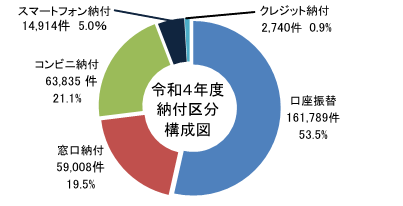 スマートフォン納付
14,914件 5.0%
クレジット納付
2,740件 0.9%
コンビニ納付
63,835 件
21.1%
令和4年度
納付区分
構成図
口座振替
161,789件
53.5%
窓口納付
59,008件
19.5%